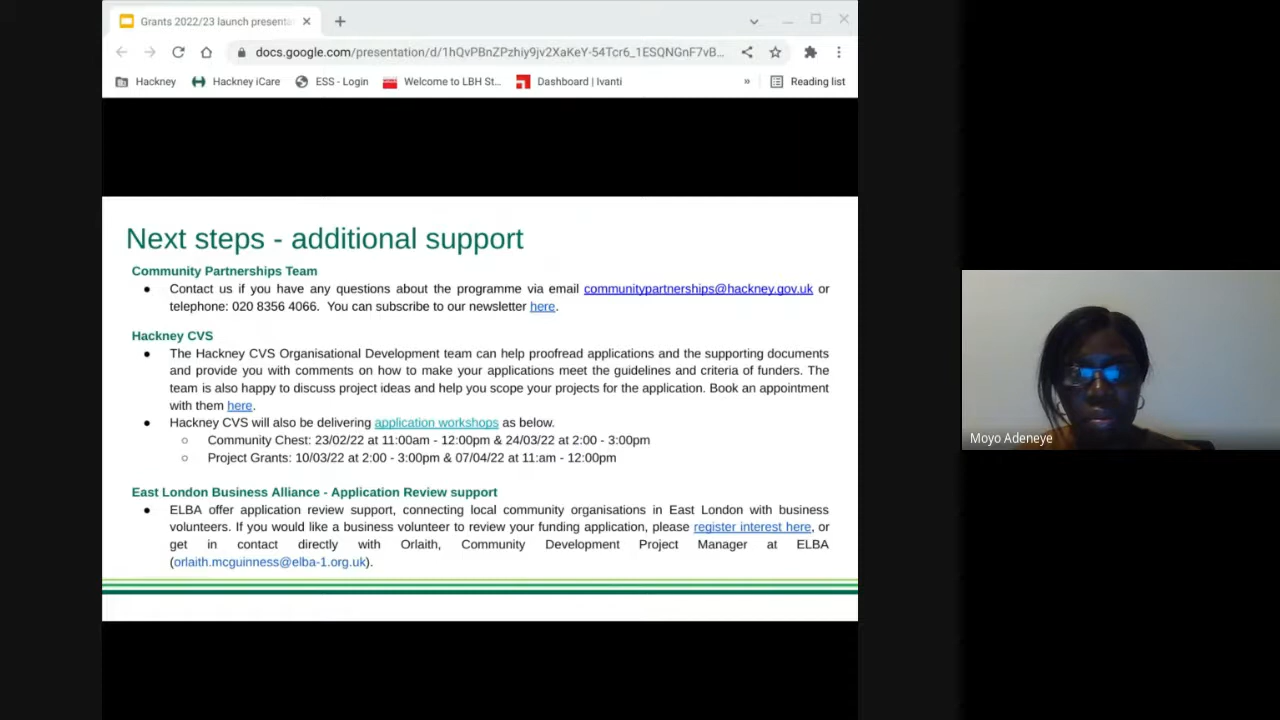 Grants 2022/23 launch presenta
docs.google.com/presentation/d/1hQvPBnZPzhiy9jv2XaKeY-54Tcr6_1ESQNGnF7vB...
Hackney Hackney iCare ESS - Login Welcome to LBH St... Dashboard | Ivanti » Reading list
Next steps - additional support
Community Partnerships Team
● Contact us if you have any questions about the programme via email communitypartnerships@hackney.gov.uk or
telephone: 020 8356 4066. You can subscribe to our newsletter here.
Hackney CVS
● The Hackney CVS Organisational Development team can help proofread applications and the supporting documents
and provide you with comments on how to make your applications meet the guidelines and criteria of funders. The
team is also happy to discuss project ideas and help you scope your projects for the application. Book an appointment
with them here.
● Hackney CVS will also be delivering application workshops as below.
○ Community Chest: 23/02/22 at 11:00am - 12:00pm & 24/03/22 at 2:00 - 3:00pm
○ Project Grants: 10/03/22 at 2:00 - 3:00pm & 07/04/22 at 11:am - 12:00pm
East London Business Alliance - Application Review support
● ELBA offer application review support, connecting local community organisations in East London with business
volunteers. If you would like a business volunteer to review your funding application, please register interest here, or
get in contact directly with Orlaith, Community Development Project Manager at ELBA
(orlaith.mcguinness@elba-1.org.uk).
Moyo Adeneye